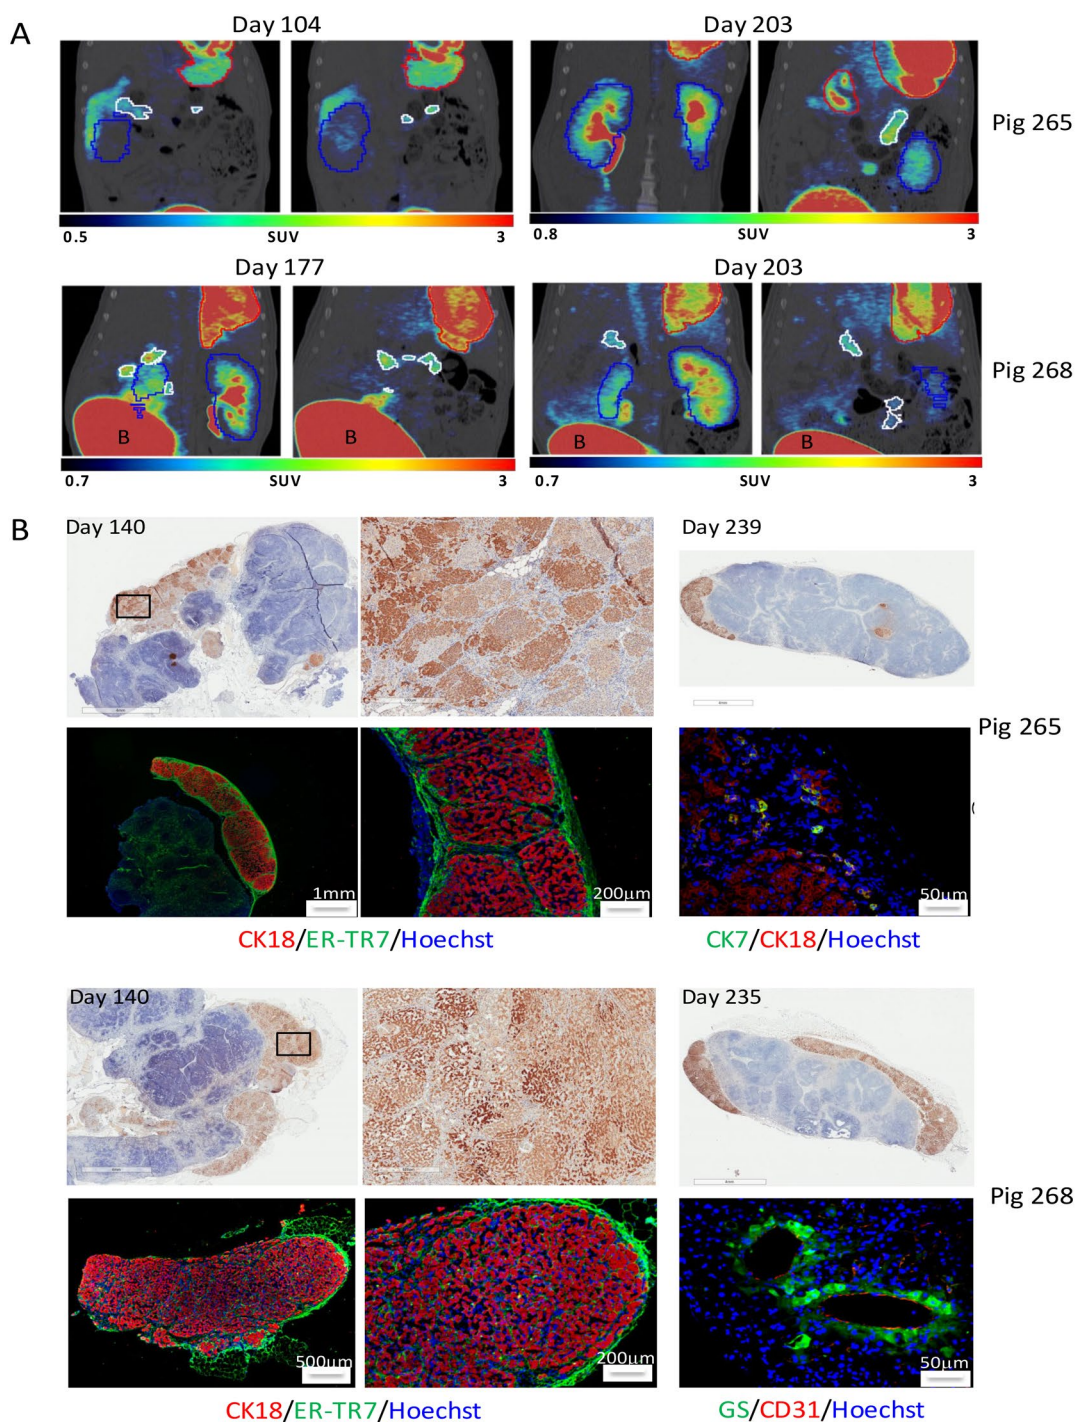 A
Day 104
Day 203
Pig 265
0.5 SUV 3
0.8 SUV 3
Day 177
Day 203
Pig 268
B
B
B
0.7 SUV 3
0.7 SUV 3
B
Day 140
Day 239
Pig 265
1mm
200µm
50µm
CK18/ER-TR7/Hoechst
CK7/CK18/Hoechst
Day 140
Day 235
Pig 268
500µm
200µm
50µm
CK18/ER-TR7/Hoechst
GS/CD31/Hoechst